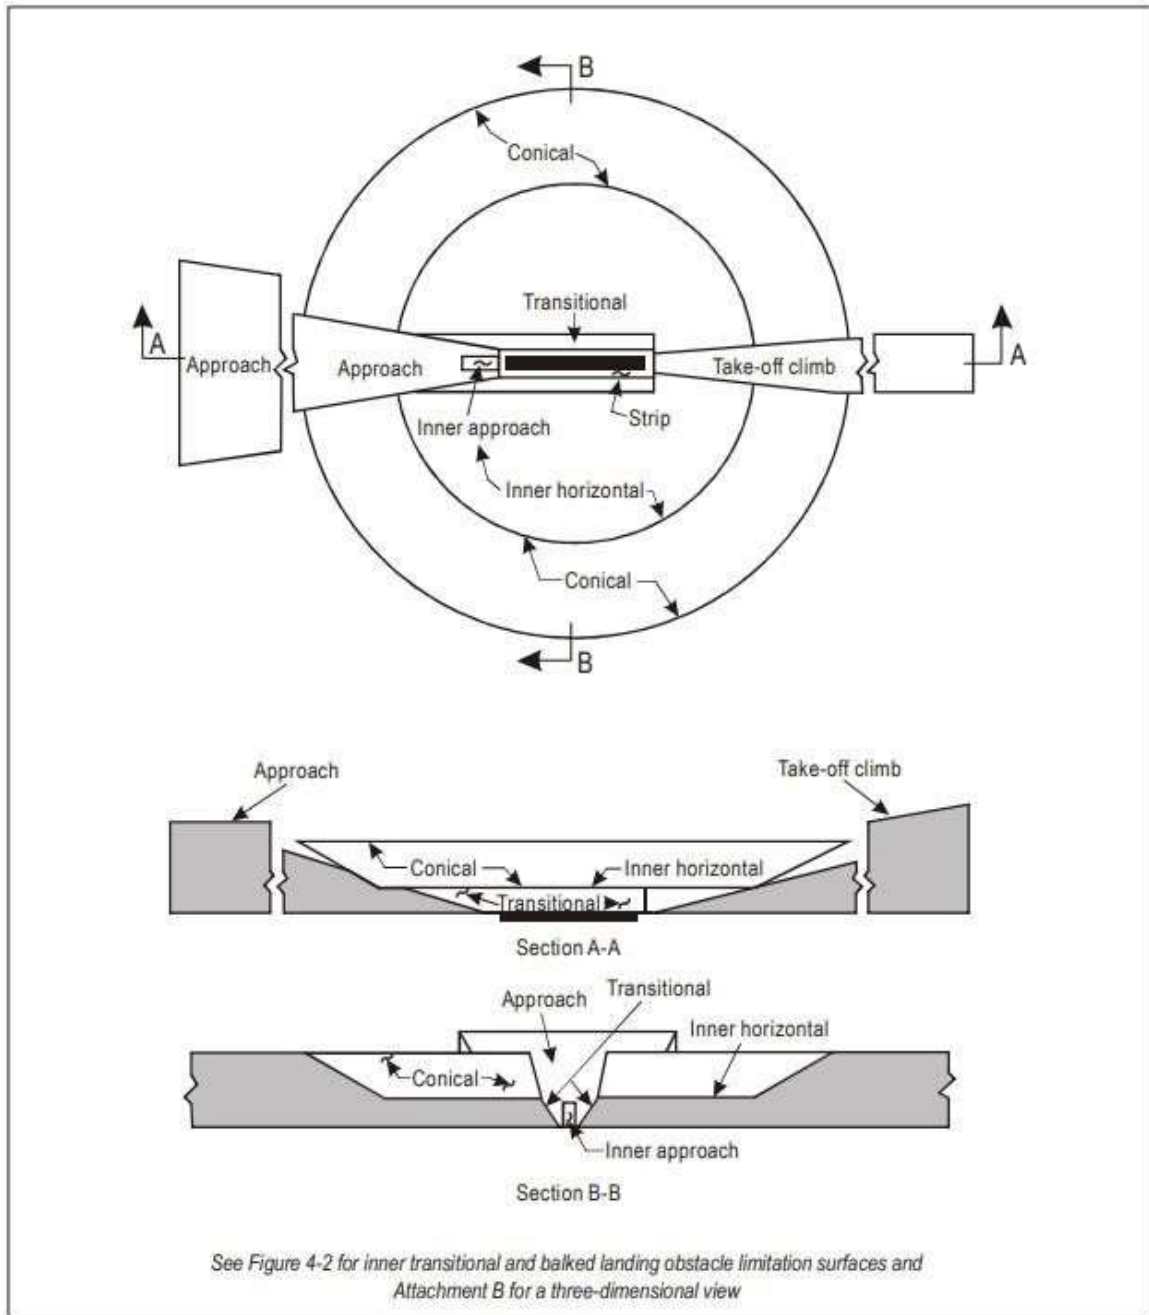 B
Conical
Transitional
A
Approach
Approach
Take-off climb
A
Inner approach
Strip
Inner horizontal
Conical
B
Approach
Take-off climb
Conical
Inner horizontal
Transitional
Section A-A
Approach
Transitional
Inner horizontal
Conical
Inner approach
Section B-B
See Figure 4-2 for inner transitional and balked landing obstacle limitation surfaces and
Attachment B for a three-dimensional view